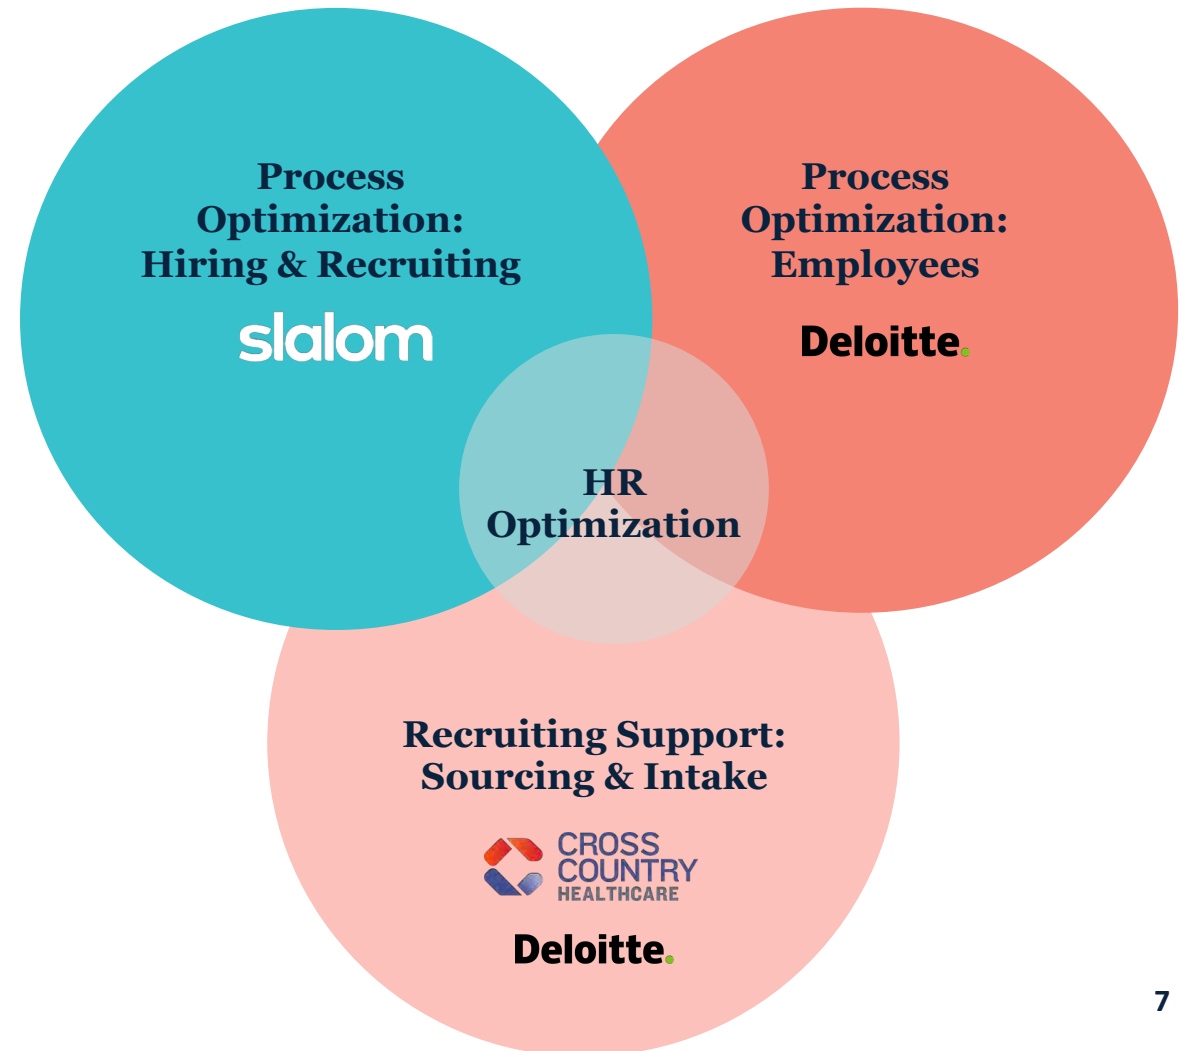 Process
Optimization:
Hiring & Recruiting
slalom
Process
Optimization:
Employees
Deloitte.
HR
Optimization
Recruiting Support:
Sourcing & Intake
CROSS
COUNTRY
HEALTHCARE
Deloitte.
7